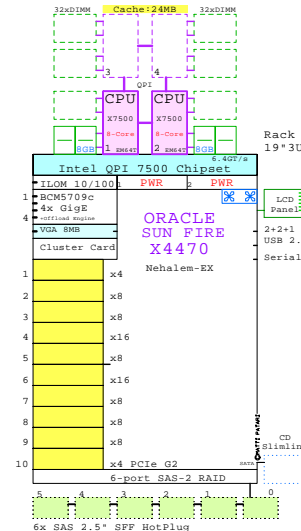 32xDIMM Cache:24MB 32xDIMM
3 4
QPI
CPU CPU
X7500 X7500
8-Core 8-Core
1 EM64T 2 EM64T
8GB 8GB
Rack
19"3U
6.4GT/s
Intel QPI 7500 Chipset
ILOM 10/100 1 PWR 2 PWR
1 BCM5709c
4x GigE
4 +Offload Engine
VGA 8MB
Cluster Card
LCD
Panel
2+2+1
USB 2.
Serial
ORACLE
SUN FIRE
X4470
Nehalem-EX
1 x4
2 x8
3 x8
4 x16
5 x8
6 x16
7 x8
8 x8
9 x8
10 x4 PCIe G2
SATA
CD
Slimlin
6-port SAS-2 RAID
5 4 3 2 1 0
6x SAS 2.5" SFF HotPlug